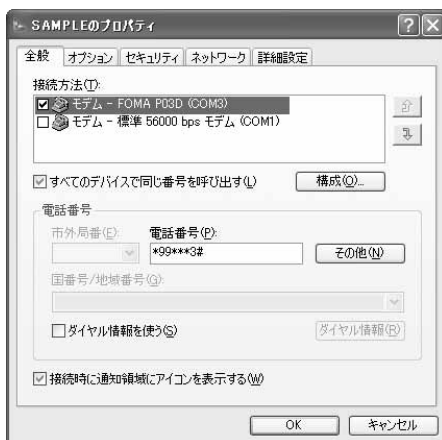 SAMPLEのプロパティ
全般 オプション セキュリティ ネットワーク 詳細設定
接続方法(T):
モデム - FOMA P03D (COM3)
モデム - 標準 56000 bps モデム (COM1)
すべてのデバイスで同じ番号を呼び出す(L)
構成(O)...
電話番号
市外局番(E): 電話番号(P):
*99***3# その他(N)
国番号/地域番号(G):
ダイヤル情報を使う(S) ダイヤル情報(R)
接続時に通知領域にアイコンを表示する(W)
OK キャンセル